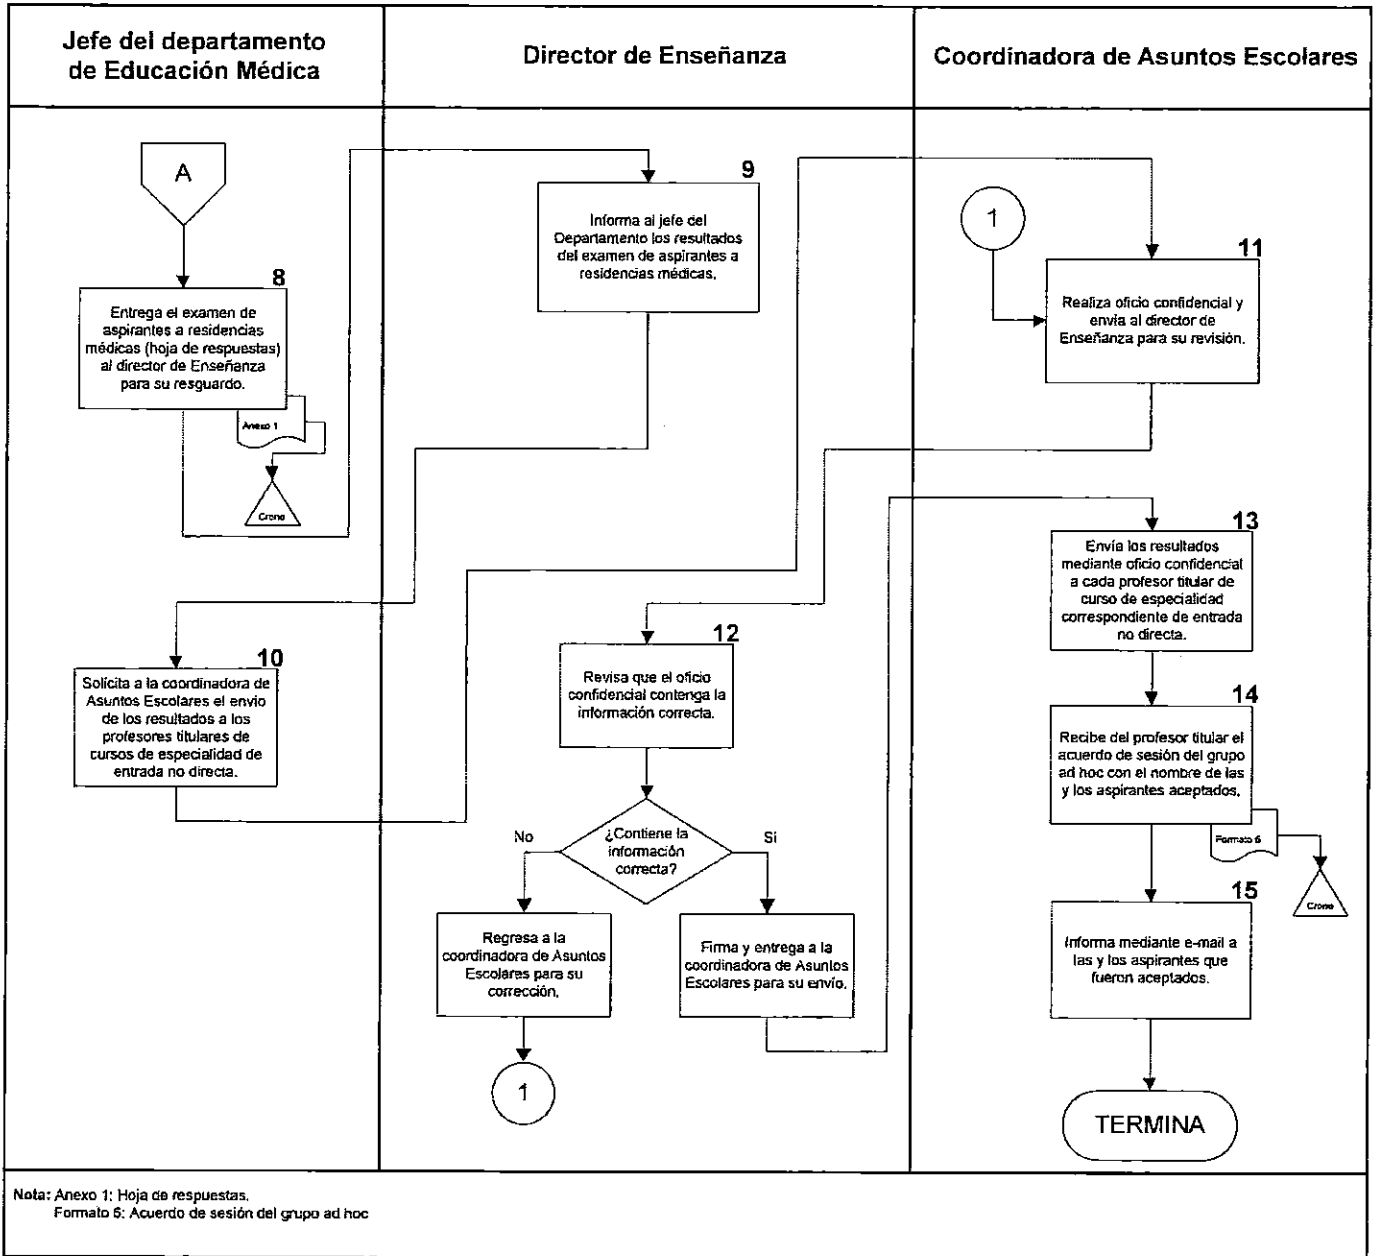 Jefe del departamento
de Educación Médica
Director de Enseñanza
Coordinadora de Asuntos Escolares
A
8
Entrega el examen de
aspirantes a residencias
médicas (hoja de respuestas)
al director de Enseñanza
para su resguardo.
Anexo 1
Crono
9
Informa al jefe del
Departamento los resultados
del examen de aspirantes a
residencias médicas.
10
Solicita a la coordinadora de
Asuntos Escolares el envío
de los resultados a los
profesores titulares de
cursos de especialidad de
entrada no directa.
1
11
Realiza oficio confidencial y
envía al director de
Enseñanza para su revisión.
12
Revisa que el oficio
confidencial contenga la
información correcta.
¿Contiene la
información
correcta?
No
Sí
Regresa a la
coordinadora de Asuntos
Escolares para su
corrección.
1
Firma y entrega a la
coordinadora de Asuntos
Escolares para su envío.
13
Envía los resultados
mediante oficio confidencial
a cada profesor titular de
curso de especialidad
correspondiente de entrada
no directa.
14
Recibe del profesor titular el
acuerdo de sesión del grupo
ad hoc con el nombre de las
y los aspirantes aceptados.
Formato 6
Crono
15
Informa mediante e-mail a
las y los aspirantes que
fueron aceptados.
TERMINA
Nota: Anexo 1: Hoja de respuestas.
Formato 6: Acuerdo de sesión del grupo ad hoc